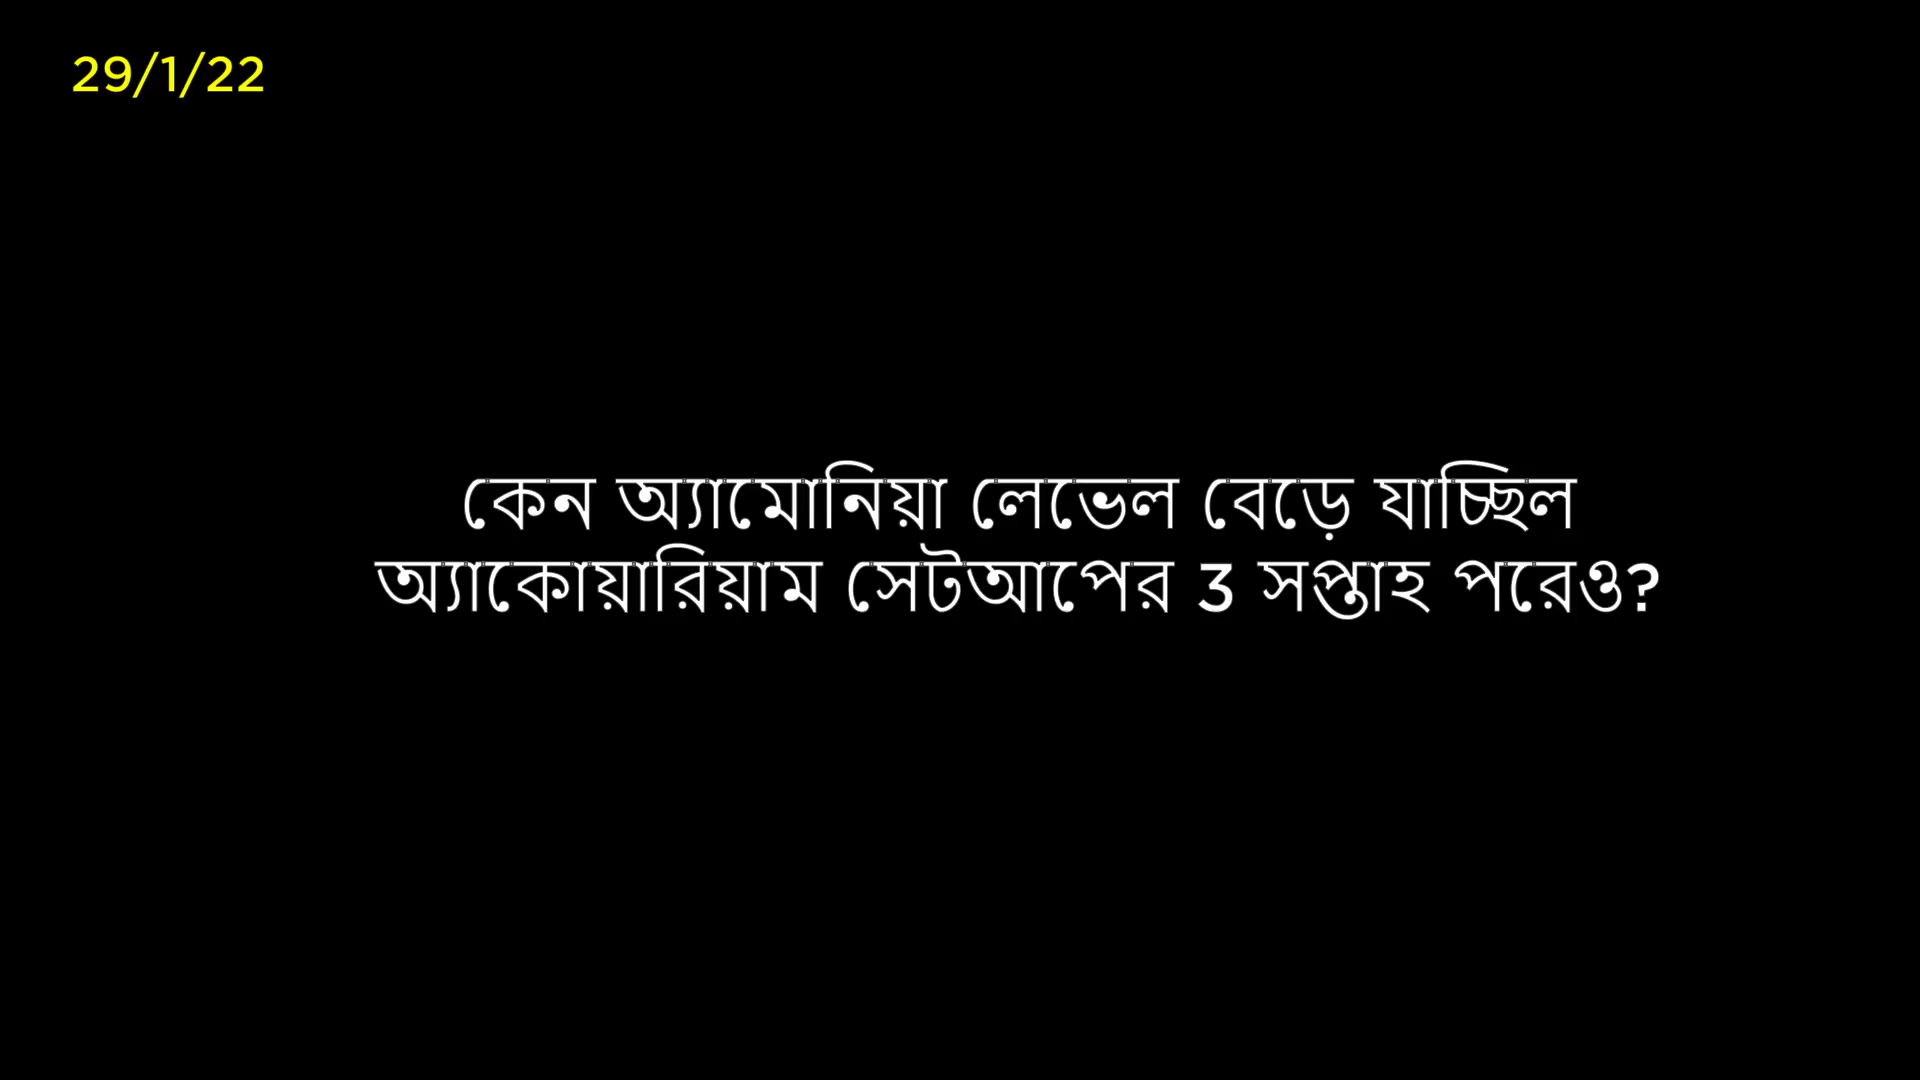 29/1/22
কেন অ্যামোনিয়া লেভেল বেড়ে যাচ্ছিল
অ্যাকোয়ারিয়াম সেটআপের 3 সপ্তাহ পরেও?